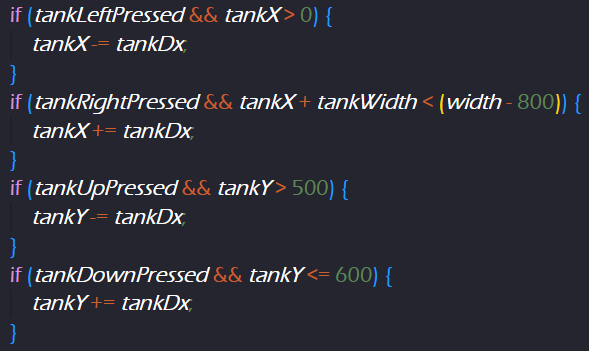 if (tankLeftPressed && tankX > 0) {
tankX -= tankDx;
}
if (tankRightPressed && tankX + tankWidth < (width - 800)) {
tankX += tankDx;
}
if (tankUpPressed && tankY > 500) {
tankY -= tankDx;
}
if (tankDownPressed && tankY <= 600) {
tankY += tankDx;
}